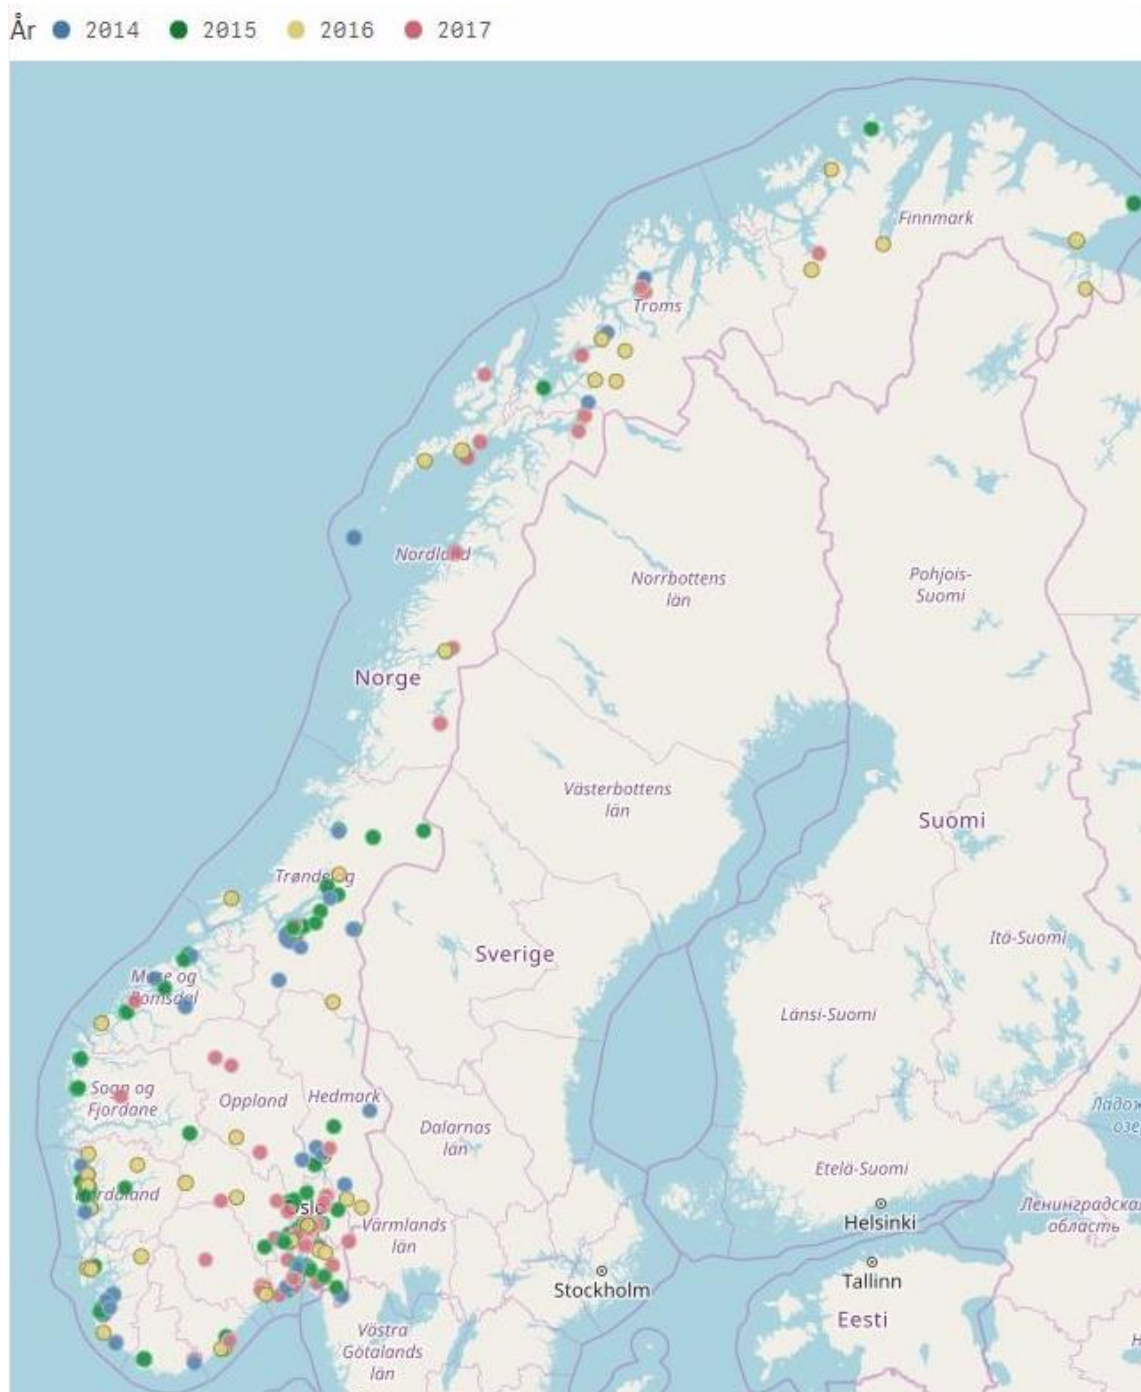 År 2014 2015 2016 2017
Finnmark
Troms
Nordland
Norrbottens
län
Pohjois-
Suomi
Norge
Västerbottens
län
Suomi
Trøndelag
Sverige
Itä-Suomi
Møre og
Romsdal
Länsi-Suomi
Sogn og
Fjordane
Oppland
Hedmark
Dalarnas
län
Etelä-Suomi
Hordaland
Oslo
Värmlands
län
Helsinki
Ленинградская
область
Stockholm
Tallinn
Eesti
Västra
Götalands
län